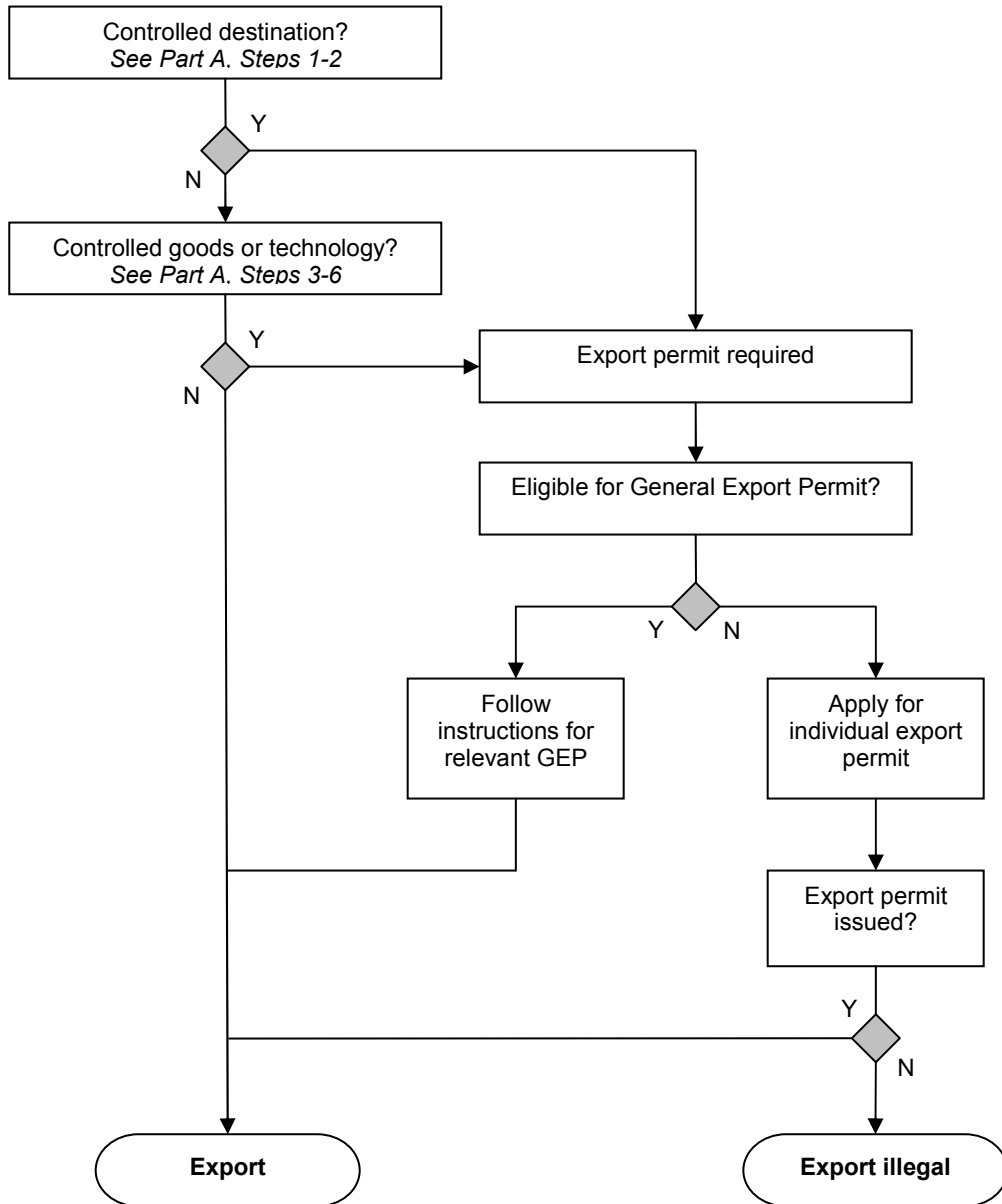 Controlled destination?
See Part A, Steps 1-2
Y
N
Controlled goods or technology?
See Part A, Steps 3-6
Y
N
Export permit required
Eligible for General Export Permit?
Y
N
Follow
instructions for
relevant GEP
Apply for
individual export
permit
Export permit
issued?
Y
N
Export
Export illegal